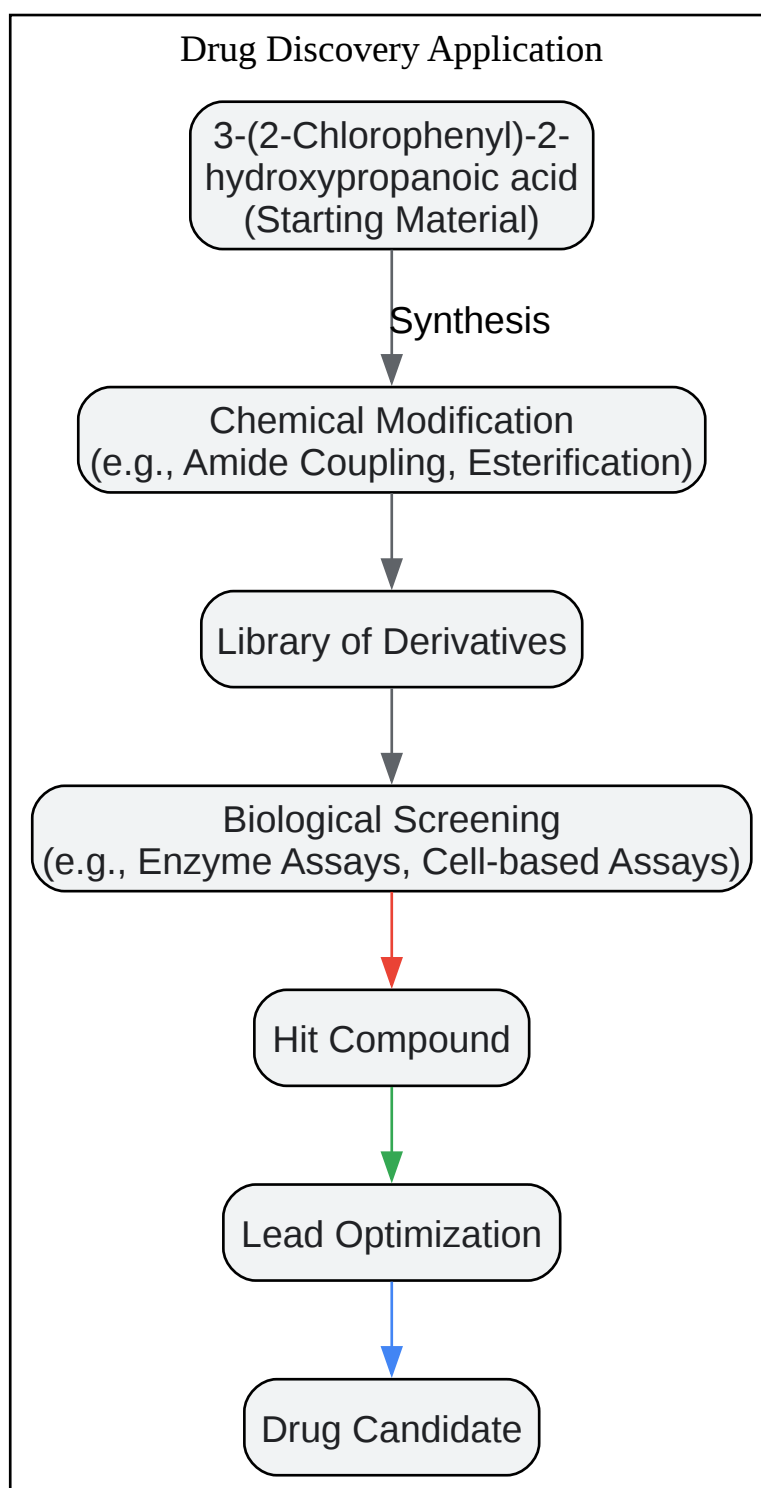 Drug Discovery Application
3-(2-Chlorophenyl)-2-
hydroxypropanoic acid
(Starting Material)
Synthesis
Chemical Modification
(e.g., Amide Coupling, Esterification)
Library of Derivatives
Biological Screening
(e.g., Enzyme Assays, Cell-based Assays)
Hit Compound
Lead Optimization
Drug Candidate